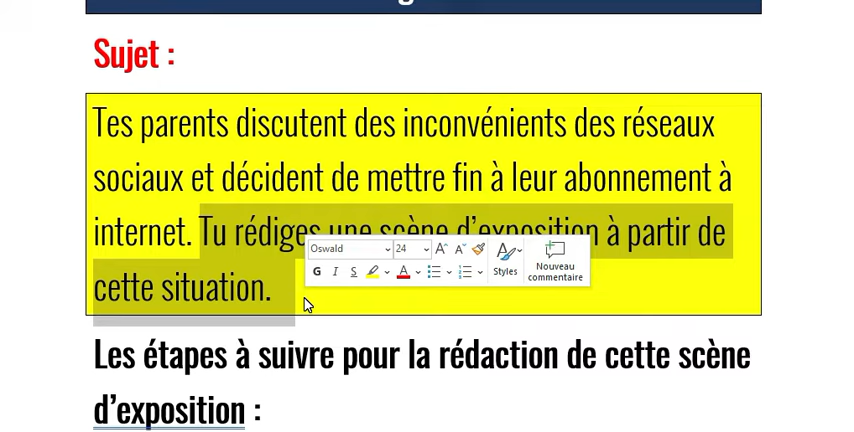 Sujet :
Tes parents discutent des inconvénients des réseaux
sociaux et décident de mettre fin à leur abonnement à
internet. Tu rédiges une scène d’exposition à partir de
Oswald 24
G I S A Styles Nouveau
commentaire
cette situation.
Les étapes à suivre pour la rédaction de cette scène
d’exposition :